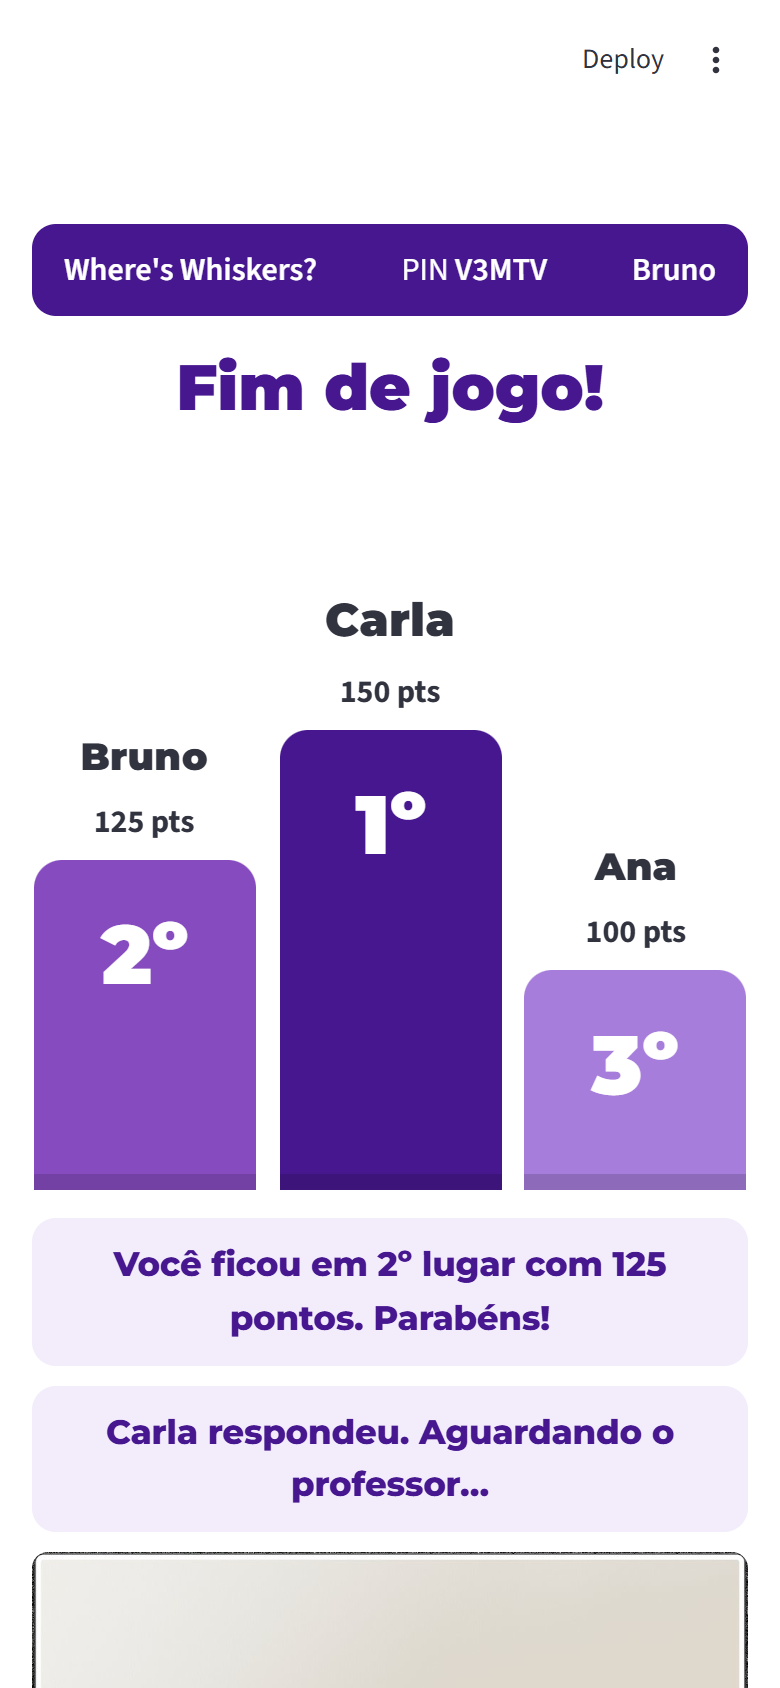 Deploy
Where's Whiskers? PIN V3MTV Bruno
Fim de jogo!
Carla
150 pts
Bruno
125 pts
1º
Ana
100 pts
2º
3º
Você ficou em 2º lugar com 125
pontos. Parabéns!
Carla respondeu. Aguardando o
professor...